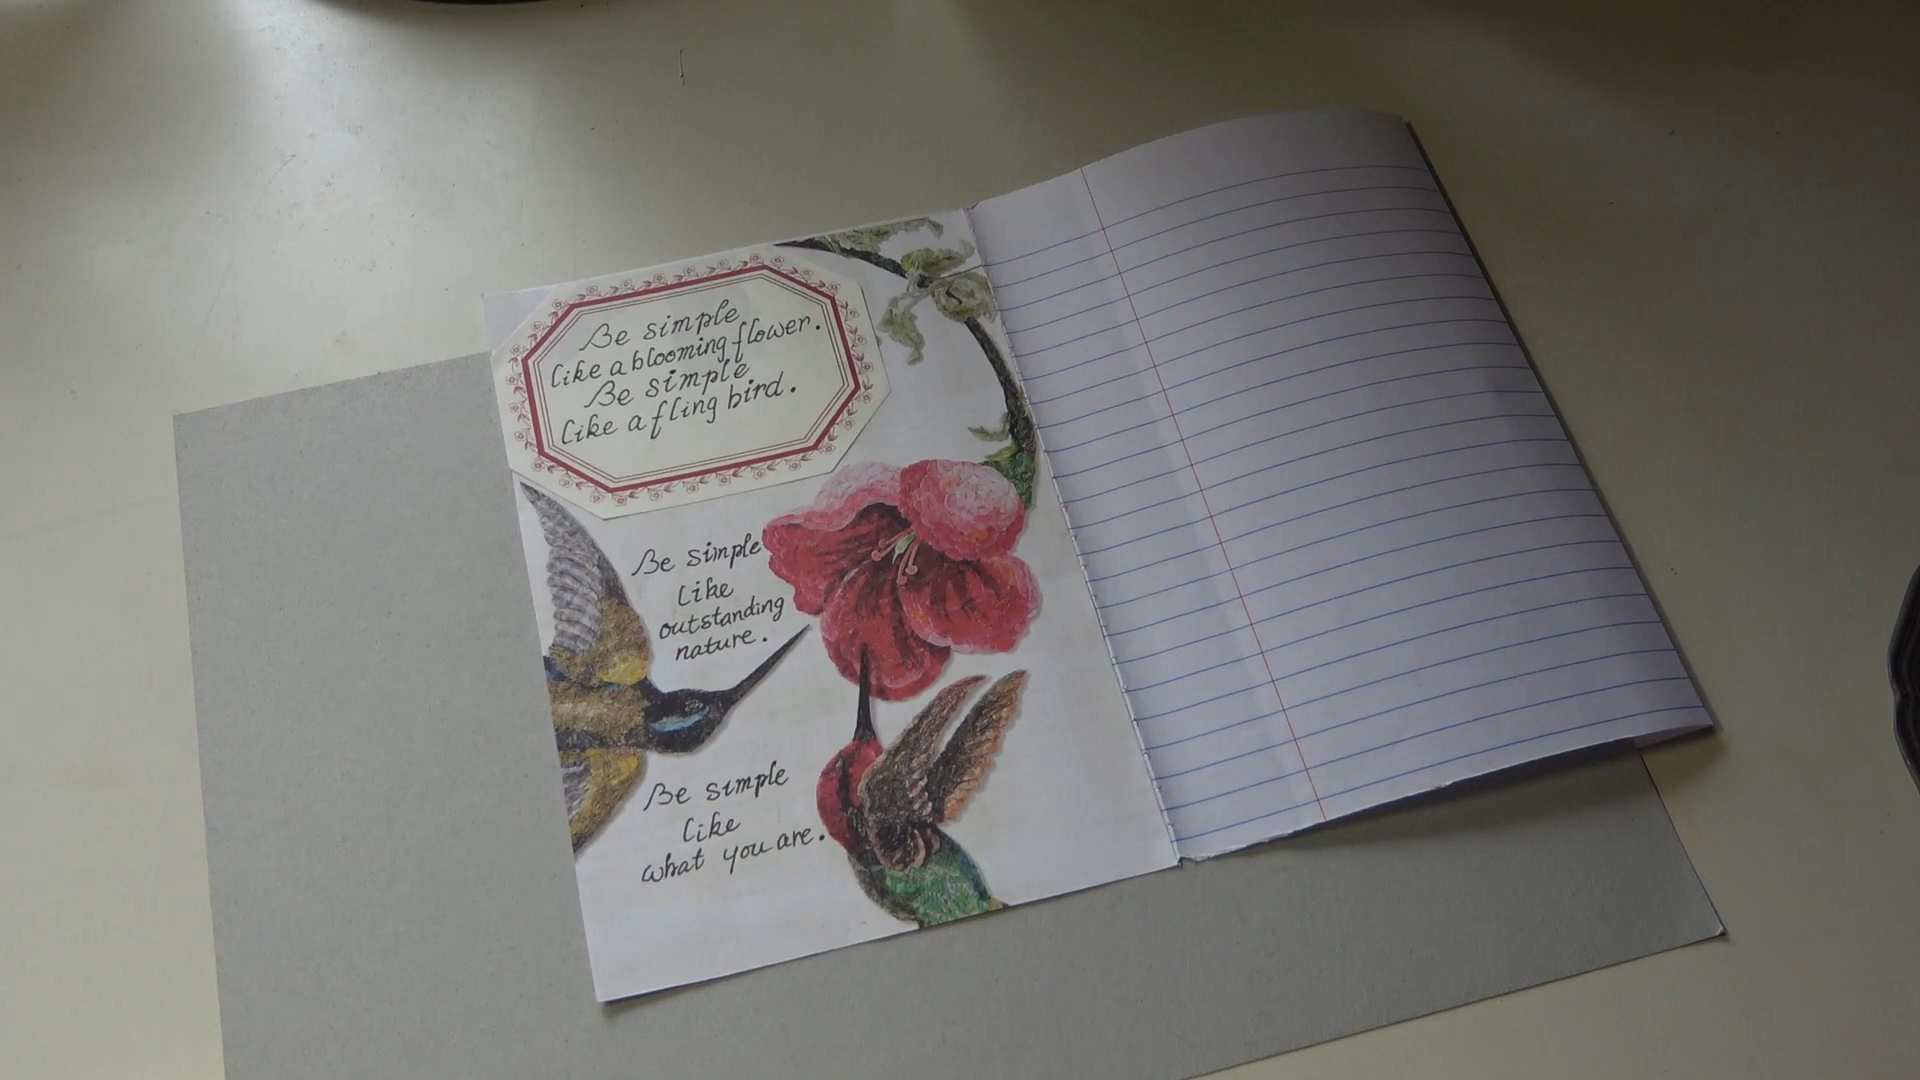 Be simple
like a blooming flower.
Be simple
like a fling bird.
Be simple
like
outstanding
nature.
Be simple
like
what you are.